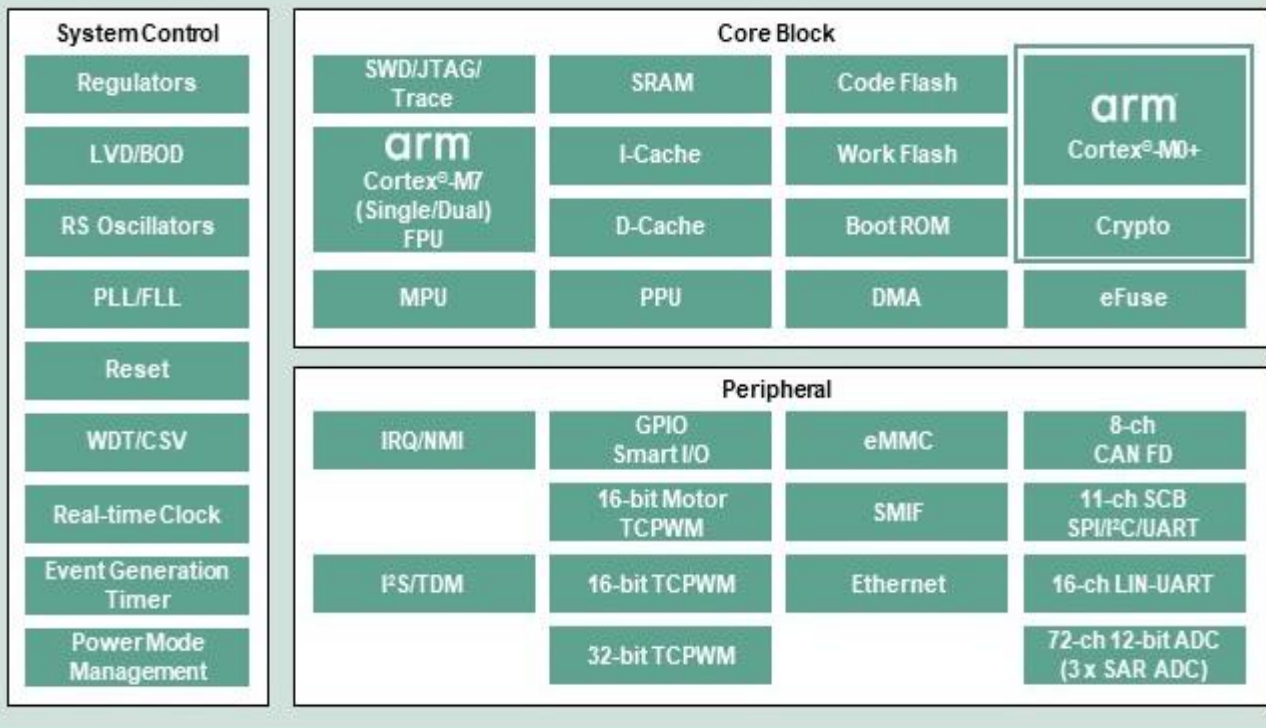 System Control
Regulators
LVD/BOD
RS Oscillators
PLL/FLL
Reset
WDT/CSV
Real-time Clock
Event Generation
Timer
Power Mode
Management
Core Block
SWD/JTAG/
Trace
SRAM
Code Flash
arm
Cortex®-M0+
arm
Cortex®-M7
(Single/Dual)
FPU
I-Cache
Work Flash
D-Cache
Boot ROM
Crypto
MPU
PPU
DMA
eFuse
Peripheral
IRQ/NMI
GPIO
Smart I/O
eMMC
8-ch
CAN FD
16-bit Motor
TCPWM
SMIF
11-ch SCB
SPI/I²C/UART
I²S/TDM
16-bit TCPWM
Ethernet
16-ch LIN-UART
32-bit TCPWM
72-ch 12-bit ADC
(3 x SAR ADC)